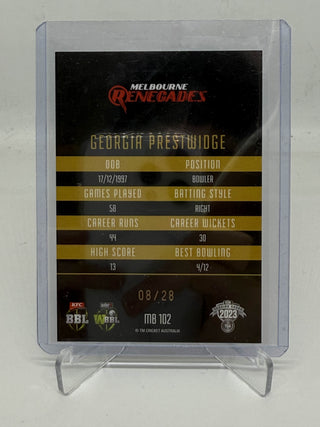 MELBOURNE
RENEGADES
GEORGIA PRESTWIDGE
DOB POSITION
17/12/1997 BOWLER
GAMES PLAYED BATTING STYLE
58 RIGHT
CAREER RUNS CAREER WICKETS
44 30
HIGH SCORE BEST BOWLING
13 4/12
08/28
KFC
BBL
WBBL
MB 102
© TM CRICKET AUSTRALIA
2023